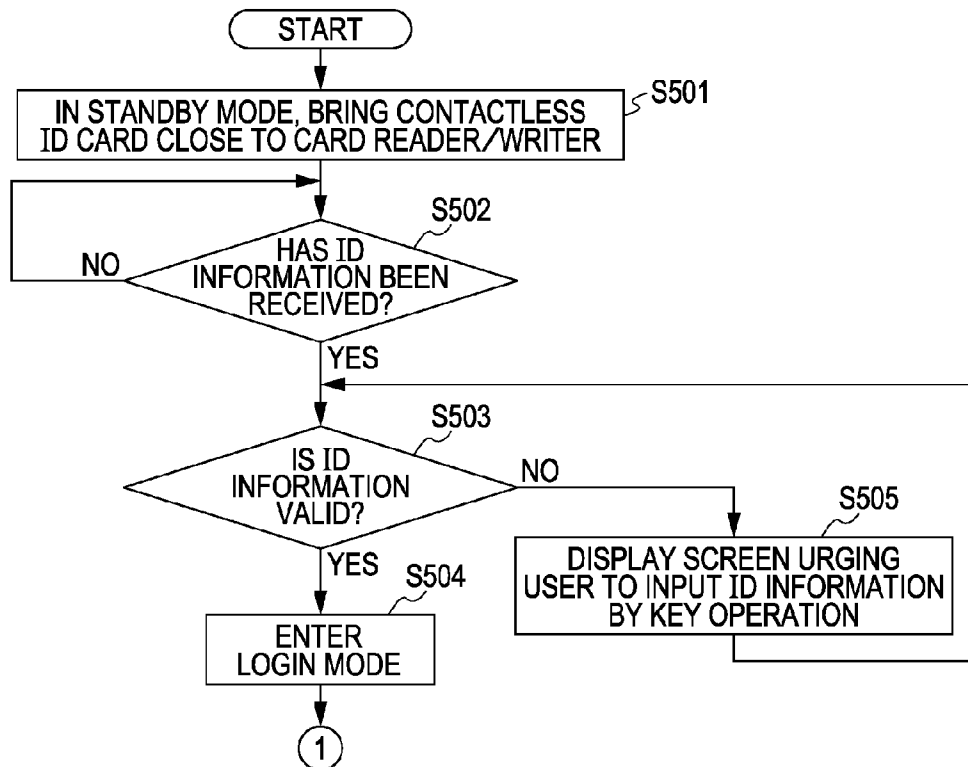 START
S501
IN STANDBY MODE, BRING CONTACTLESS
ID CARD CLOSE TO CARD READER/WRITER
S502
HAS ID
INFORMATION BEEN
RECEIVED?
NO
YES
S503
IS ID
INFORMATION
VALID?
NO
YES
S504
ENTER
LOGIN MODE
S505
DISPLAY SCREEN URGING
USER TO INPUT ID INFORMATION
BY KEY OPERATION
1